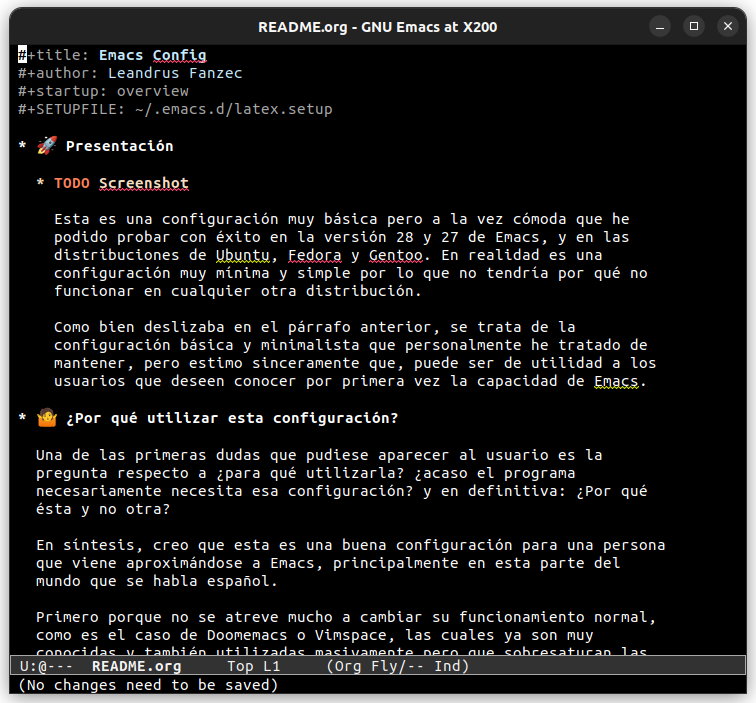 README.org - GNU Emacs at X200
#+title: Emacs Config
#+author: Leandrus Fanzec
#+startup: overview
#+SETUPFILE: ~/.emacs.d/latex.setup
* 🚀 Presentación
* TODO Screenshot
Esta es una configuración muy básica pero a la vez cómoda que he
podido probar con éxito en la versión 28 y 27 de Emacs, y en las
distribuciones de Ubuntu, Fedora y Gentoo. En realidad es una
configuración muy mínima y simple por lo que no tendría por qué no
funcionar en cualquier otra distribución.
Como bien deslizaba en el párrafo anterior, se trata de la
configuración básica y minimalista que personalmente he tratado de
mantener, pero estimo sinceramente que, puede ser de utilidad a los
usuarios que deseen conocer por primera vez la capacidad de Emacs.
* 🤷 ¿Por qué utilizar esta configuración?
Una de las primeras dudas que pudiese aparecer al usuario es la
pregunta respecto a ¿para qué utilizarla? ¿acaso el programa
necesariamente necesita esa configuración? y en definitiva: ¿Por qué
ésta y no otra?
En síntesis, creo que esta es una buena configuración para una persona
que viene aproximándose a Emacs, principalmente en esta parte del
mundo que se habla español.
Primero porque no se atreve mucho a cambiar su funcionamiento normal,
como es el caso de Doomemacs o Vimspace, las cuales ya son muy
conocidas y también utilizadas masivamente pero que sobresaturan las
U:@--- README.org Top L1 (Org Fly/-- Ind)
(No changes need to be saved)